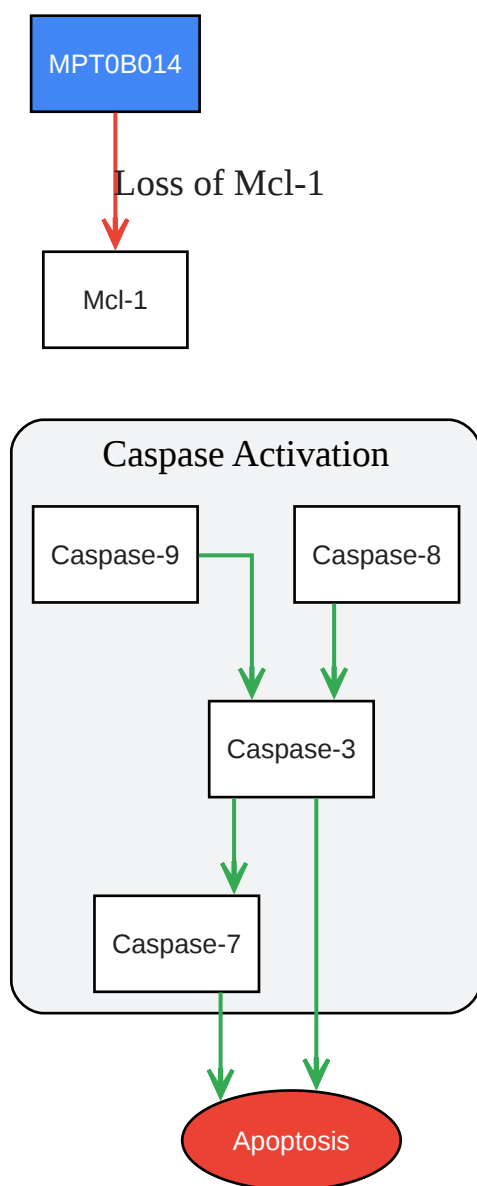 MPT0B014
Loss of Mcl-1
Mcl-1
Caspase Activation
Caspase-9
Caspase-8
Caspase-3
Caspase-7
Apoptosis